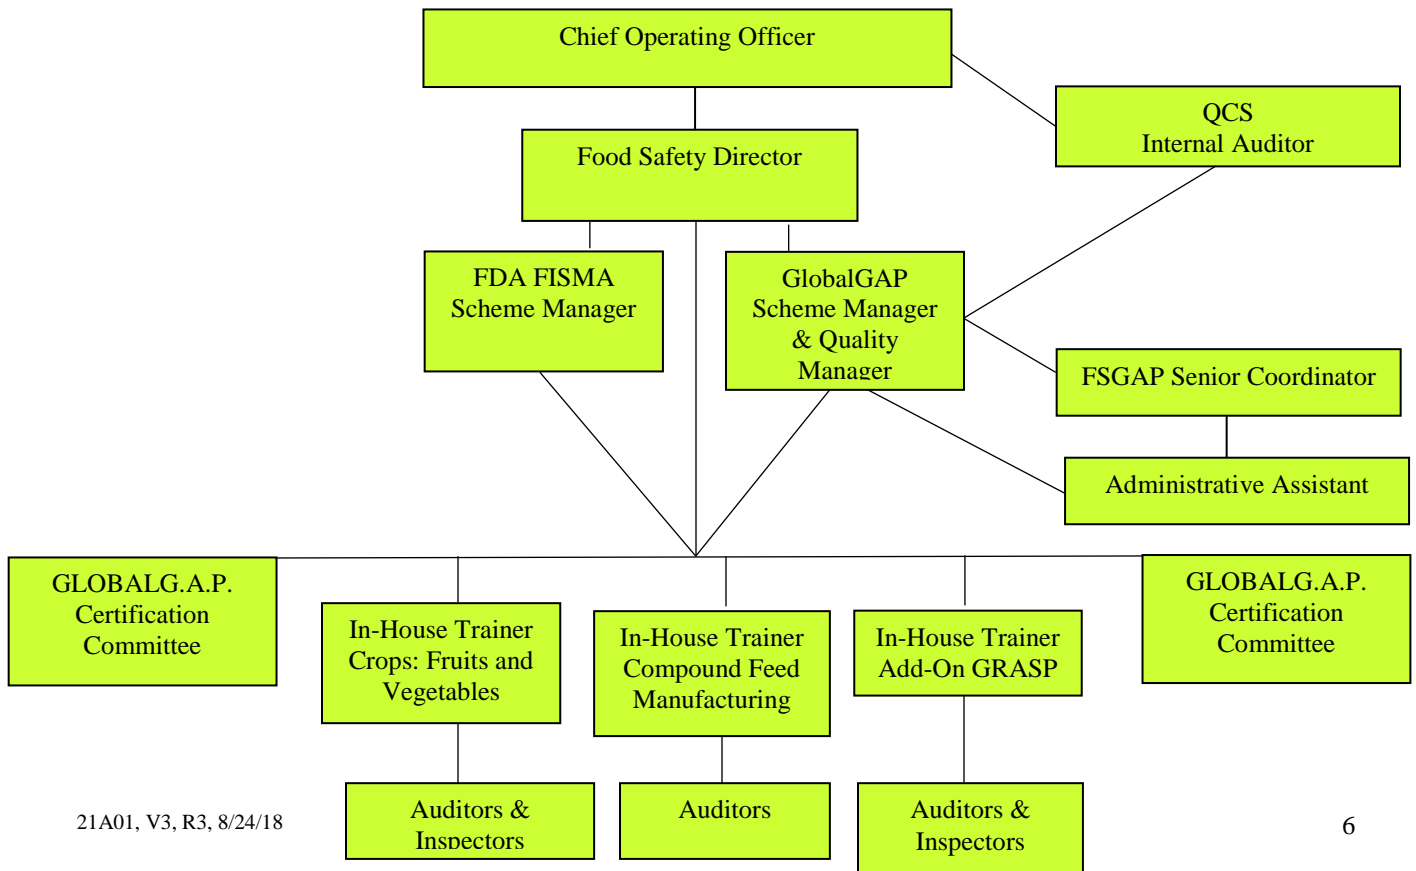 Chief Operating Officer
QCS
Internal Auditor
Food Safety Director
FDA FISMA
Scheme Manager
GlobalGAP
Scheme Manager
& Quality
Manager
FSGAP Senior Coordinator
Administrative Assistant
GLOBALG.A.P.
Certification
Committee
In-House Trainer
Crops: Fruits and
Vegetables
In-House Trainer
Compound Feed
Manufacturing
In-House Trainer
Add-On GRASP
GLOBALG.A.P.
Certification
Committee
Auditors &
Inspectors
Auditors
Auditors &
Inspectors
21A01, V3, R3, 8/24/18
6